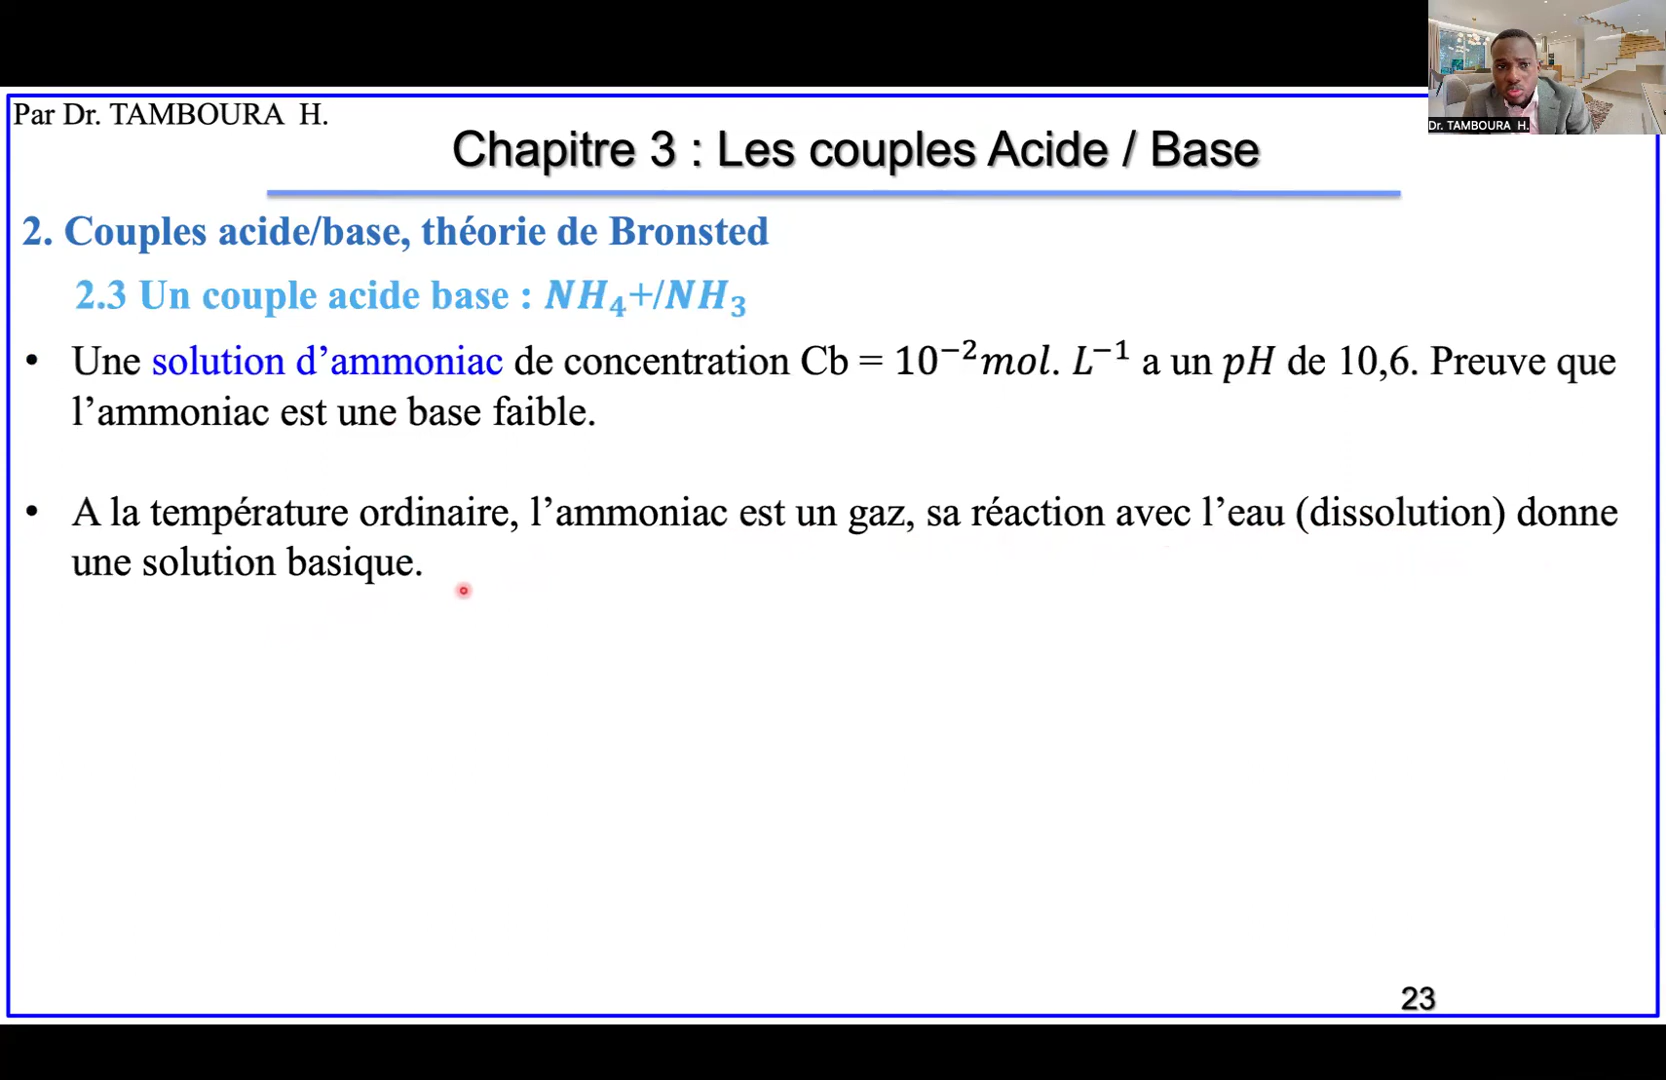 Par Dr. TAMBOURA H.
Dr. TAMBOURA H.
Chapitre 3 : Les couples Acide / Base
2. Couples acide/base, théorie de Bronsted
2.3 Un couple acide base : NH₄+/NH₃
• Une solution d’ammoniac de concentration Cb = 10⁻²mol. L⁻¹ a un pH de 10,6. Preuve que
l’ammoniac est une base faible.
• A la température ordinaire, l’ammoniac est un gaz, sa réaction avec l’eau (dissolution) donne
une solution basique.
23